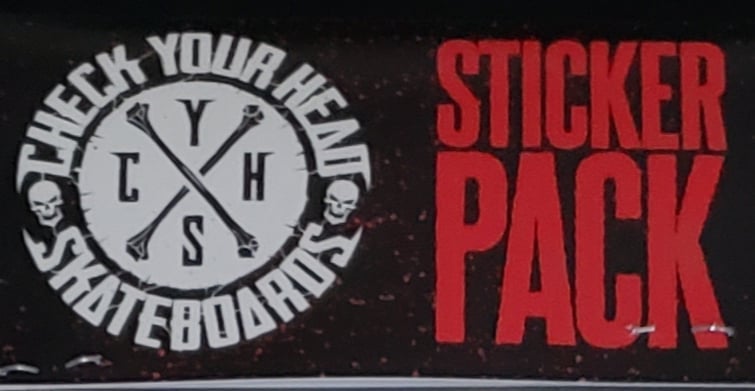 CHECK YOUR HEAD
Y
C H
S
SKATEBOARDS
STICKER
PACK